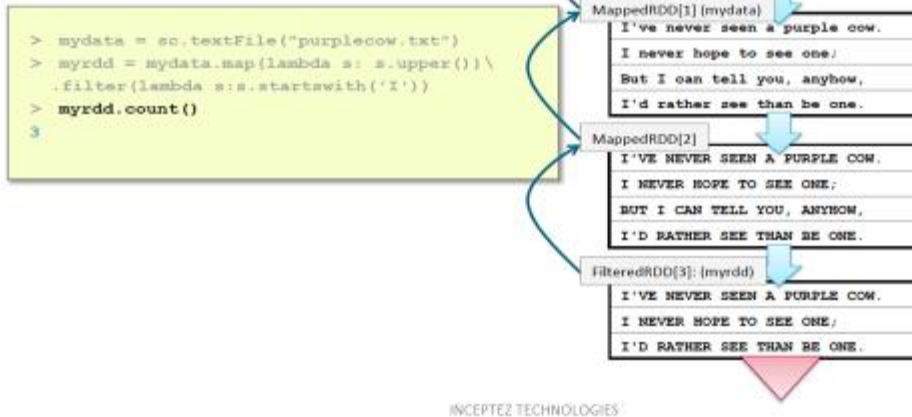 > mydata = sc.textFile("purplecow.txt")
> myrdd = mydata.map(lambda s: s.upper())\
.filter(lambda s:s.startswith('I'))
> myrdd.count()
3
MappedRDD[1] (mydata)
I've never seen a purple cow.
I never hope to see one;
But I can tell you, anyhow,
I'd rather see than be one.
MappedRDD[2]
I'VE NEVER SEEN A PURPLE COW.
I NEVER HOPE TO SEE ONE;
BUT I CAN TELL YOU, ANYHOW,
I'D RATHER SEE THAN BE ONE.
FilteredRDD[3]: (myrdd)
I'VE NEVER SEEN A PURPLE COW.
I NEVER HOPE TO SEE ONE;
I'D RATHER SEE THAN BE ONE.
INCEPTEZ TECHNOLOGIES